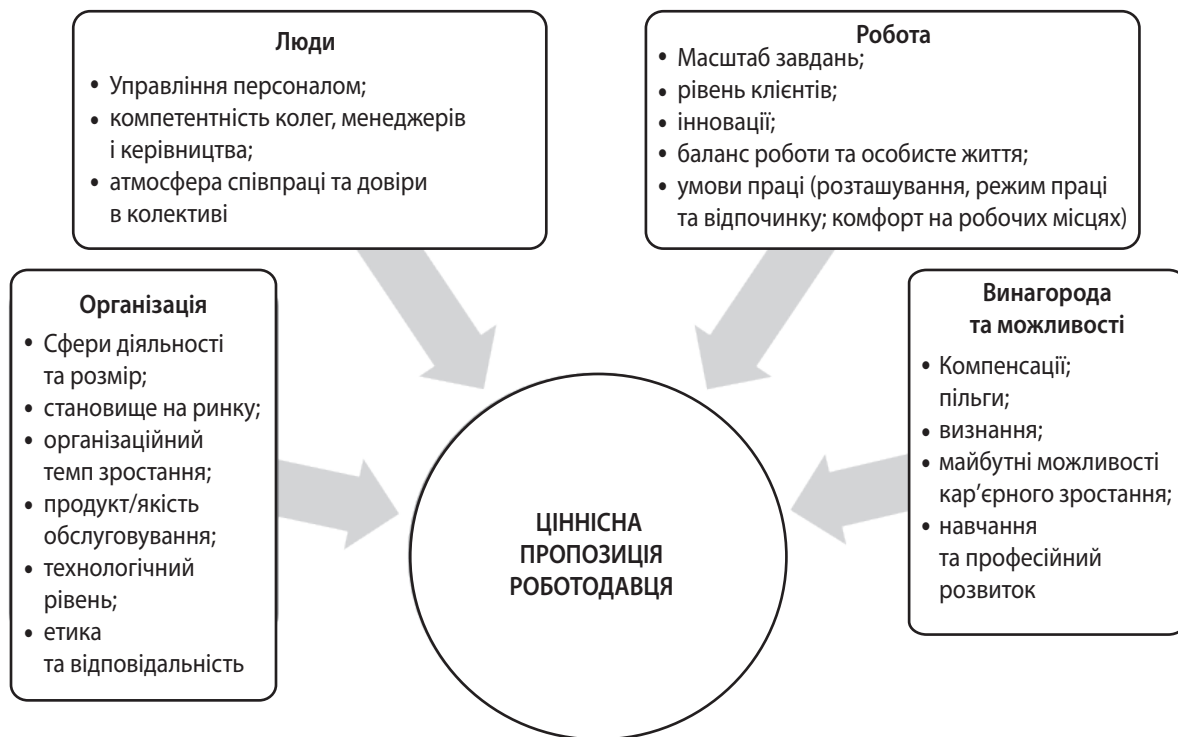 Люди
• Управління персоналом;
• компетентність колег, менеджерів
і керівництва;
• атмосфера співпраці та довіри
в колективі
Робота
• Масштаб завдань;
• рівень клієнтів;
• інновації;
• баланс роботи та особисте життя;
• умови праці (розташування, режим праці
та відпочинку; комфорт на робочих місцях)
Організація
• Сфери діяльності
та розмір;
• становище на ринку;
• організаційний
темп зростання;
• продукт/якість
обслуговування;
• технологічний
рівень;
• етика
та відповідальність
Винагорода
та можливості
• Компенсації;
пільги;
• визнання;
• майбутні можливості
кар’єрного зростання;
• навчання
та професійний
розвиток
ЦІННІСНА
ПРОПОЗИЦІЯ
РОБОТОДАВЦЯ